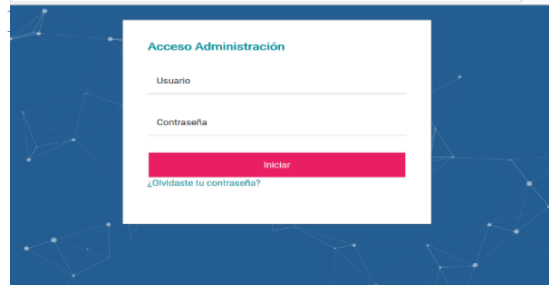 Acceso Administración
Usuario
Contraseña
Iniciar
¿Olvidaste tu contraseña?